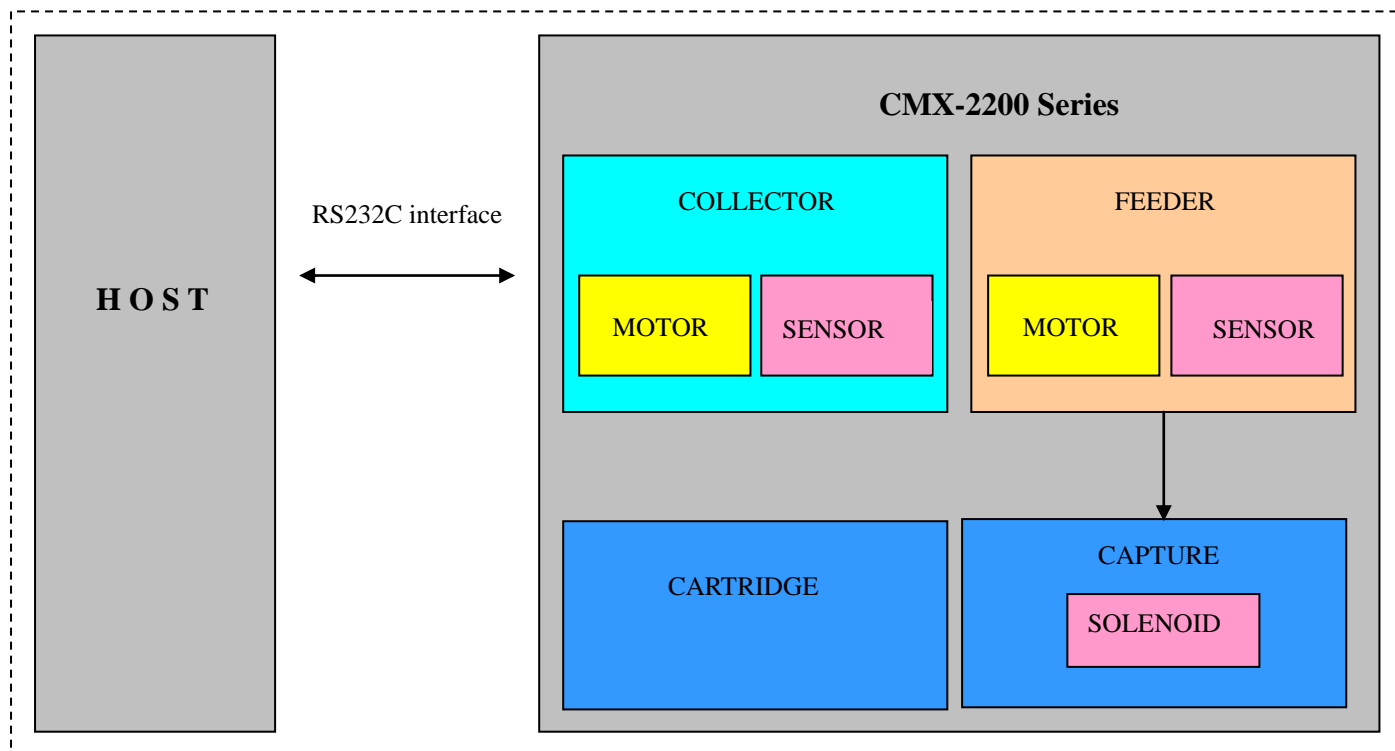 CMX-2200 Series
COLLECTOR
FEEDER
RS232C interface
H O S T
MOTOR
SENSOR
MOTOR
SENSOR
CAPTURE
CARTRIDGE
SOLENOID